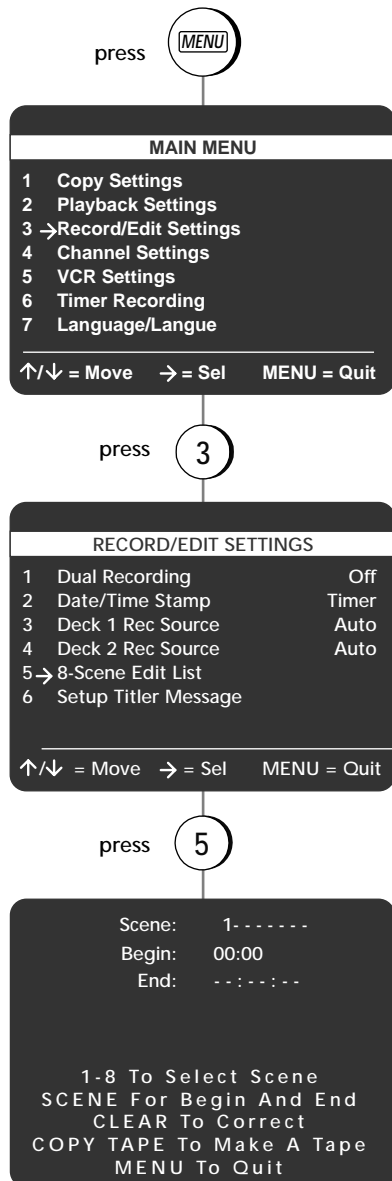 press MENU
MAIN MENU
1 Copy Settings
2 Playback Settings
3 →Record/Edit Settings
4 Channel Settings
5 VCR Settings
6 Timer Recording
7 Language/Langue
↑/↓ = Move → = Sel MENU = Quit
press 3
RECORD/EDIT SETTINGS
1 Dual Recording Off
2 Date/Time Stamp Timer
3 Deck 1 Rec Source Auto
4 Deck 2 Rec Source Auto
5→ 8-Scene Edit List
6 Setup Titler Message
↑/↓ = Move → = Sel MENU = Quit
press 5
Scene: 1- - - - - - -
Begin: 00:00
End: - - : - - : - -
1-8 To Select Scene
SCENE For Begin And End
CLEAR To Correct
COPY TAPE To Make A Tape
MENU To Quit